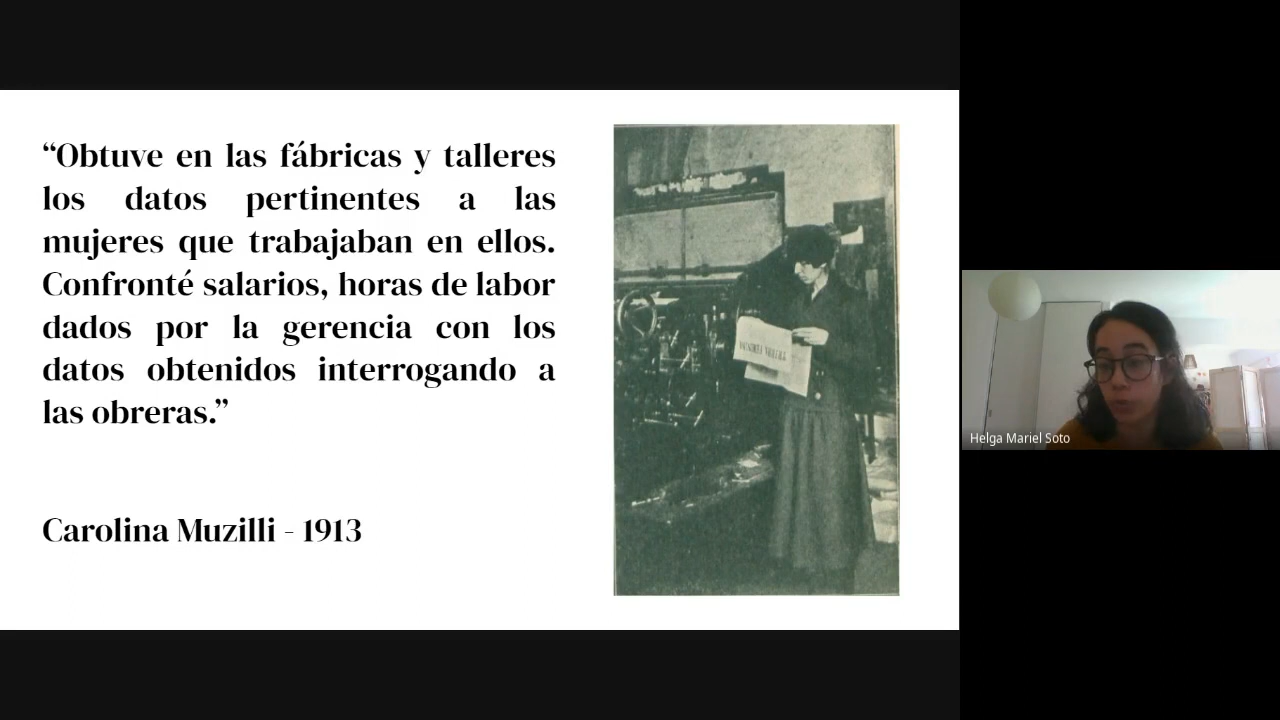 “Obtuve en las fábricas y talleres
los datos pertinentes a las
mujeres que trabajaban en ellos.
Confronté salarios, horas de labor
dados por la gerencia con los
datos obtenidos interrogando a
las obreras.”
Carolina Muzilli - 1913
Helga Mariel Soto